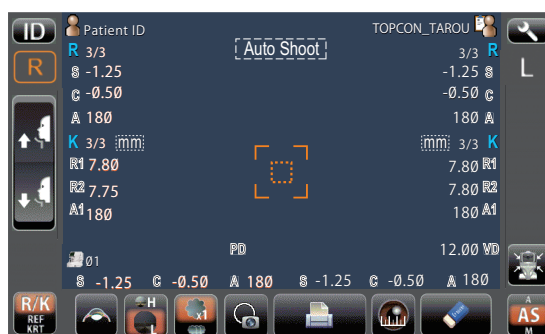 ID Patient ID TOPCON_TAROU
R R 3/3 Auto Shoot 3/3 R L
S -1.25 -1.25 S
C -0.50 -0.50 C
A 180 180 A
K 3/3 mm mm 3/3 K
R1 7.80 7.80 R1
R2 7.75 7.80 R2
A1 180 180 A1
01 PD 12.00 VD
S -1.25 C -0.50 A 180 S -1.25 C -0.50 A 180
R/K H x1 A
REF L AS
KRT M